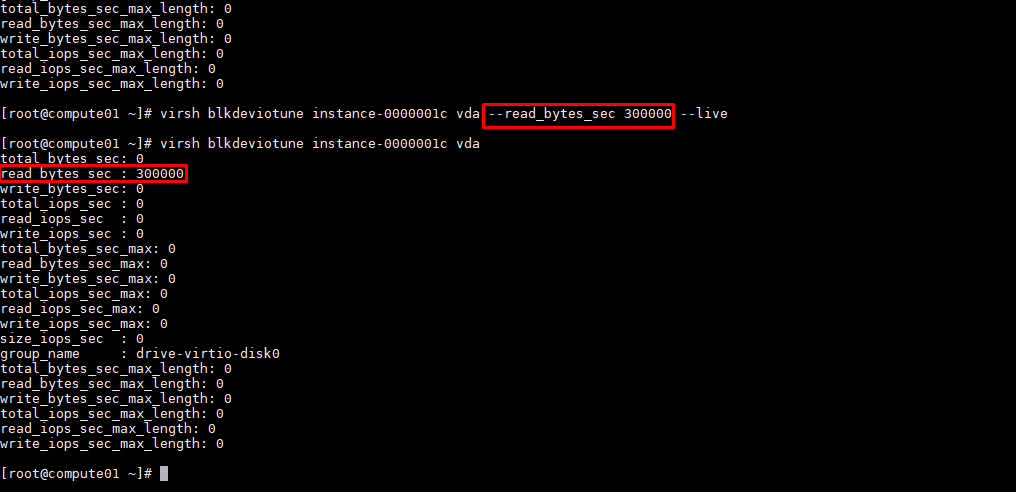 total_bytes_sec_max_length: 0
read_bytes_sec_max_length: 0
write_bytes_sec_max_length: 0
total_iops_sec_max_length: 0
read_iops_sec_max_length: 0
write_iops_sec_max_length: 0
[root@compute01 ~]# virsh blkdeviotune instance-0000001c vda --read_bytes_sec 300000 --live
[root@compute01 ~]# virsh blkdeviotune instance-0000001c vda
total_bytes_sec: 0
read_bytes_sec : 300000
write_bytes_sec: 0
total_iops_sec : 0
read_iops_sec  : 0
write_iops_sec : 0
total_bytes_sec_max: 0
read_bytes_sec_max: 0
write_bytes_sec_max: 0
total_iops_sec_max: 0
read_iops_sec_max: 0
write_iops_sec_max: 0
size_iops_sec  : 0
group_name     : drive-virtio-disk0
total_bytes_sec_max_length: 0
read_bytes_sec_max_length: 0
write_bytes_sec_max_length: 0
total_iops_sec_max_length: 0
read_iops_sec_max_length: 0
write_iops_sec_max_length: 0
[root@compute01 ~]#